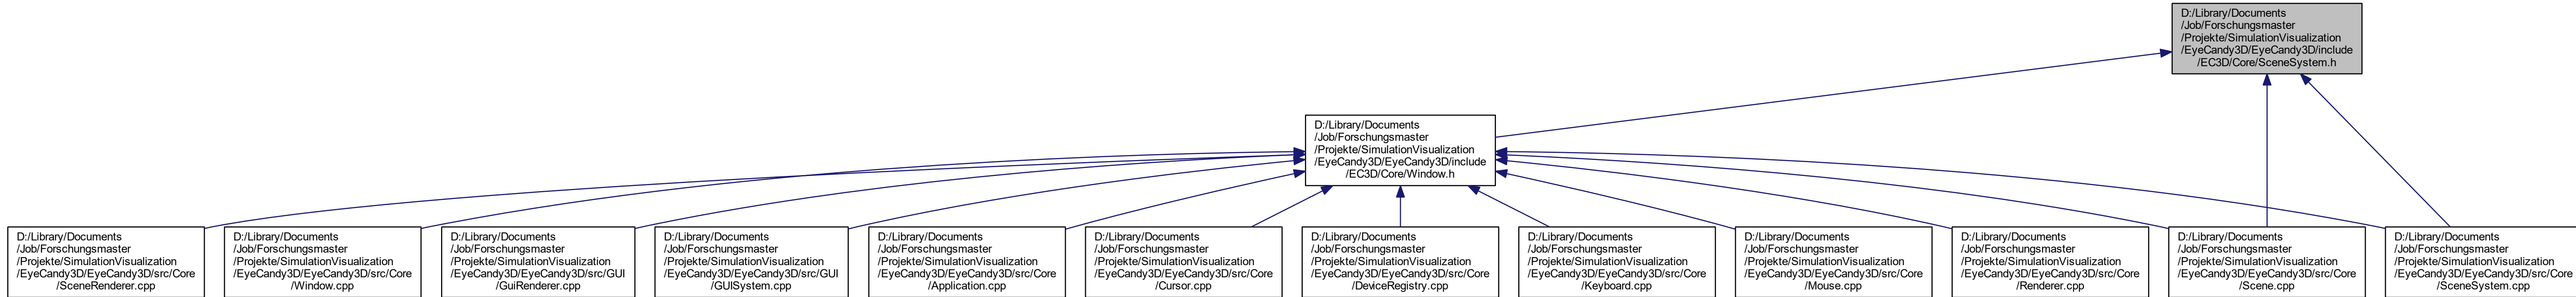 D:/Library/Documents
/Job/Forschungsmaster
/Projekte/SimulationVisualization
/EyeCandy3D/EyeCandy3D/include
/EC3D/Core/SceneSystem.h
D:/Library/Documents
/Job/Forschungsmaster
/Projekte/SimulationVisualization
/EyeCandy3D/EyeCandy3D/include
/EC3D/Core/Window.h
D:/Library/Documents
/Job/Forschungsmaster
/Projekte/SimulationVisualization
/EyeCandy3D/EyeCandy3D/src/Core
/SceneRenderer.cpp
D:/Library/Documents
/Job/Forschungsmaster
/Projekte/SimulationVisualization
/EyeCandy3D/EyeCandy3D/src/Core
/Window.cpp
D:/Library/Documents
/Job/Forschungsmaster
/Projekte/SimulationVisualization
/EyeCandy3D/EyeCandy3D/src/GUI
/GuiRenderer.cpp
D:/Library/Documents
/Job/Forschungsmaster
/Projekte/SimulationVisualization
/EyeCandy3D/EyeCandy3D/src/GUI
/GUISystem.cpp
D:/Library/Documents
/Job/Forschungsmaster
/Projekte/SimulationVisualization
/EyeCandy3D/EyeCandy3D/src/Core
/Application.cpp
D:/Library/Documents
/Job/Forschungsmaster
/Projekte/SimulationVisualization
/EyeCandy3D/EyeCandy3D/src/Core
/Cursor.cpp
D:/Library/Documents
/Job/Forschungsmaster
/Projekte/SimulationVisualization
/EyeCandy3D/EyeCandy3D/src/Core
/DeviceRegistry.cpp
D:/Library/Documents
/Job/Forschungsmaster
/Projekte/SimulationVisualization
/EyeCandy3D/EyeCandy3D/src/Core
/Keyboard.cpp
D:/Library/Documents
/Job/Forschungsmaster
/Projekte/SimulationVisualization
/EyeCandy3D/EyeCandy3D/src/Core
/Mouse.cpp
D:/Library/Documents
/Job/Forschungsmaster
/Projekte/SimulationVisualization
/EyeCandy3D/EyeCandy3D/src/Core
/Renderer.cpp
D:/Library/Documents
/Job/Forschungsmaster
/Projekte/SimulationVisualization
/EyeCandy3D/EyeCandy3D/src/Core
/Scene.cpp
D:/Library/Documents
/Job/Forschungsmaster
/Projekte/SimulationVisualization
/EyeCandy3D/EyeCandy3D/src/Core
/SceneSystem.cpp